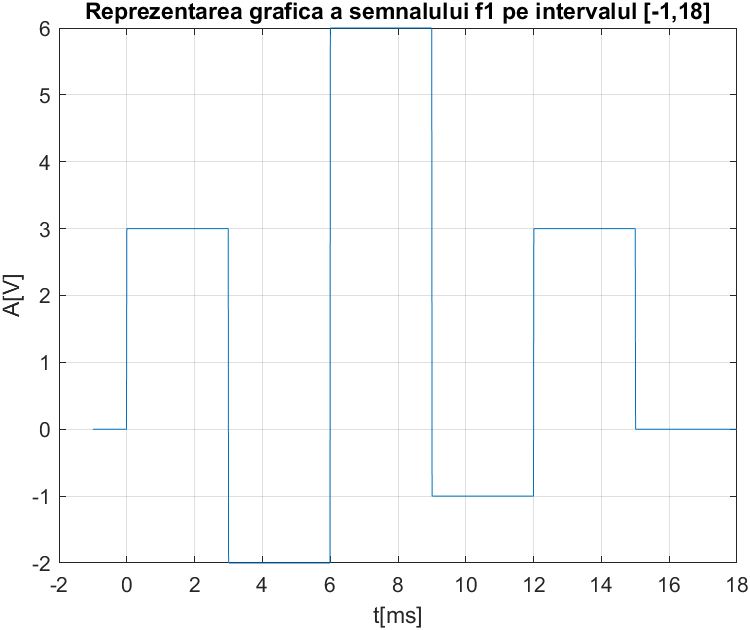 Reprezentarea grafica a semnalului f1 pe intervalul [-1,18]
6
5
4
3
2
1
0
-1
-2
A[V]
-2 0 2 4 6 8 10 12 14 16 18
t[ms]